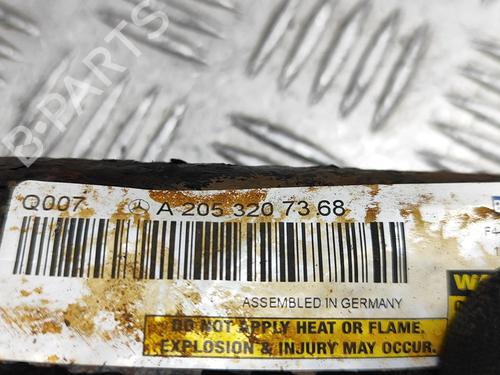 B-PARTS
Q007 A 205 320 73 68
ASSEMBLED IN GERMANY
DO NOT APPLY HEAT OR FLAME.
EXPLOSION & INJURY MAY OCCUR.